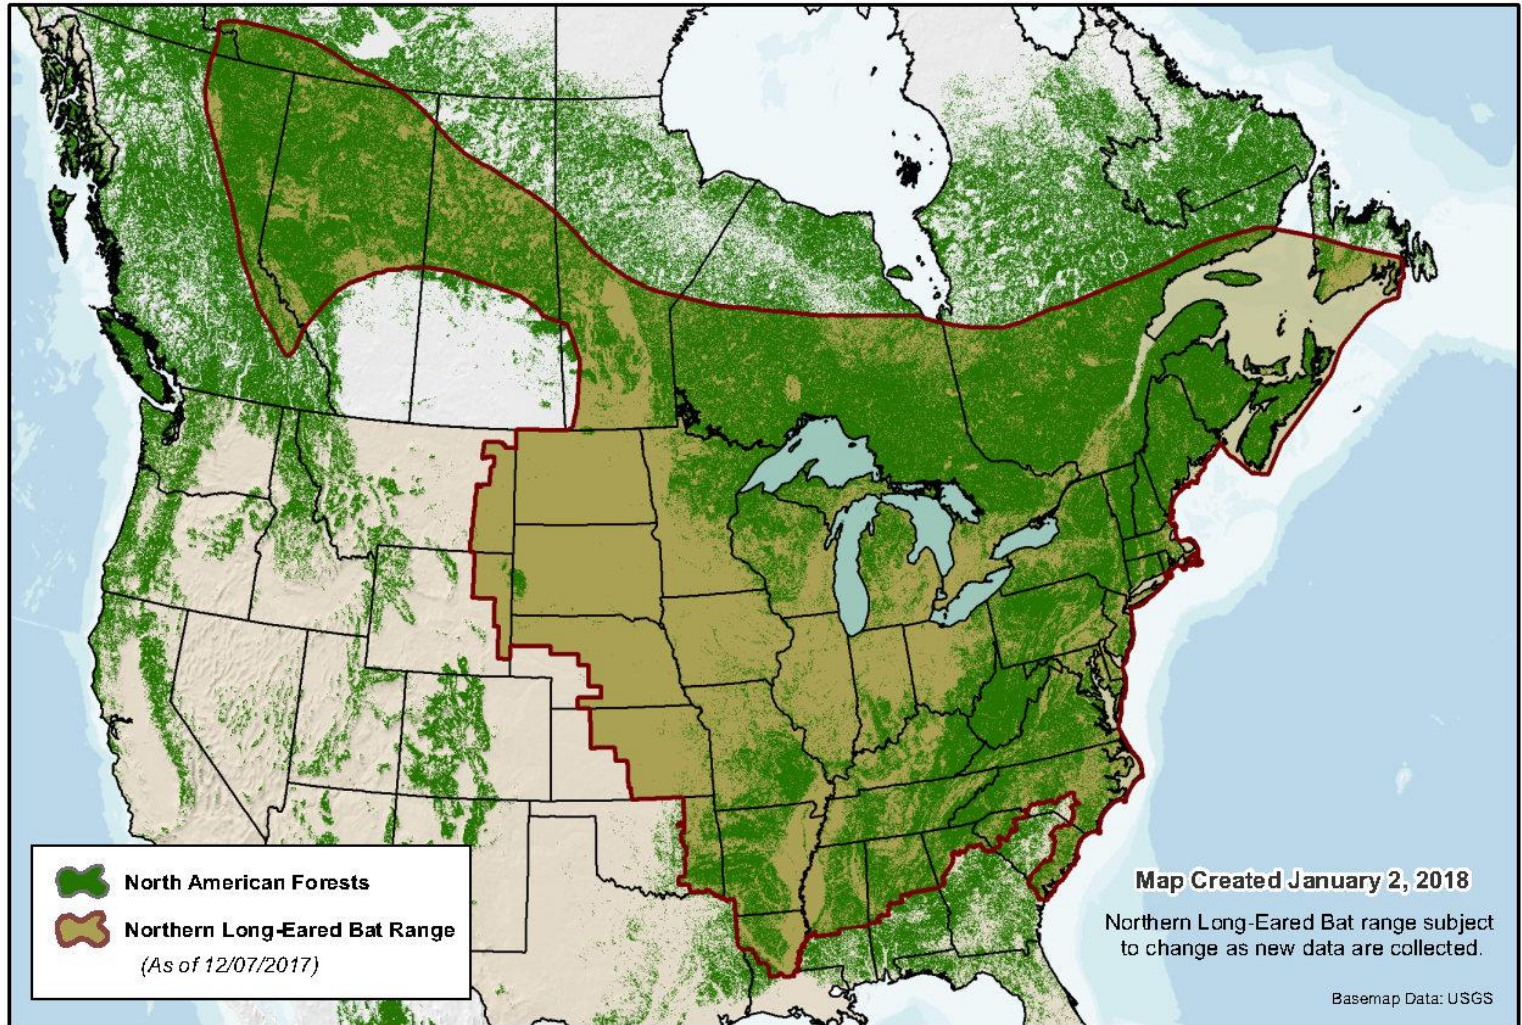 North American Forests
Northern Long-Eared Bat Range
(As of 12/07/2017)
Map Created January 2, 2018
Northern Long-Eared Bat range subject
to change as new data are collected.
Basemap Data: USGS